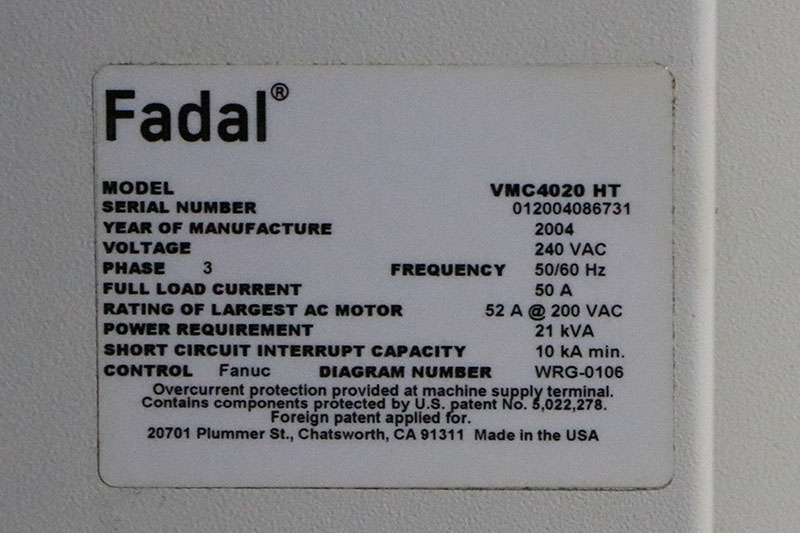 Fadal®
MODEL VMC4020 HT
SERIAL NUMBER 012004086731
YEAR OF MANUFACTURE 2004
VOLTAGE 240 VAC
PHASE 3 FREQUENCY 50/60 Hz
FULL LOAD CURRENT 50 A
RATING OF LARGEST AC MOTOR 52 A @ 200 VAC
POWER REQUIREMENT 21 kVA
SHORT CIRCUIT INTERRUPT CAPACITY 10 kA min.
CONTROL Fanuc DIAGRAM NUMBER WRG-0106
Overcurrent protection provided at machine supply terminal.
Contains components protected by U.S. patent No. 5,022,278.
Foreign patent applied for.
20701 Plummer St., Chatsworth, CA 91311 Made in the USA